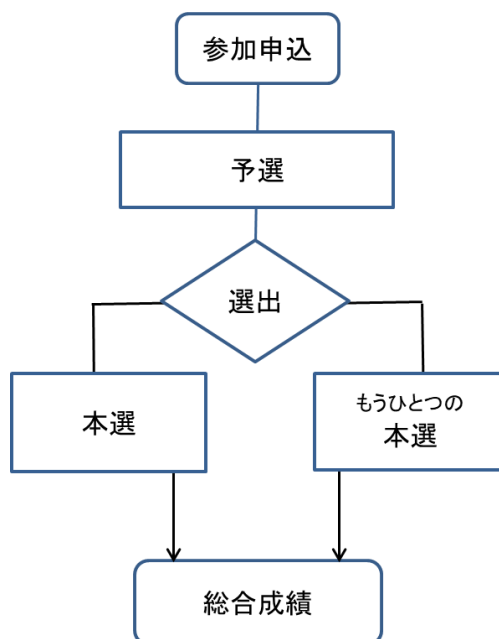 参加申込
予選
選出
本選
もうひとつの
本選
総合成績